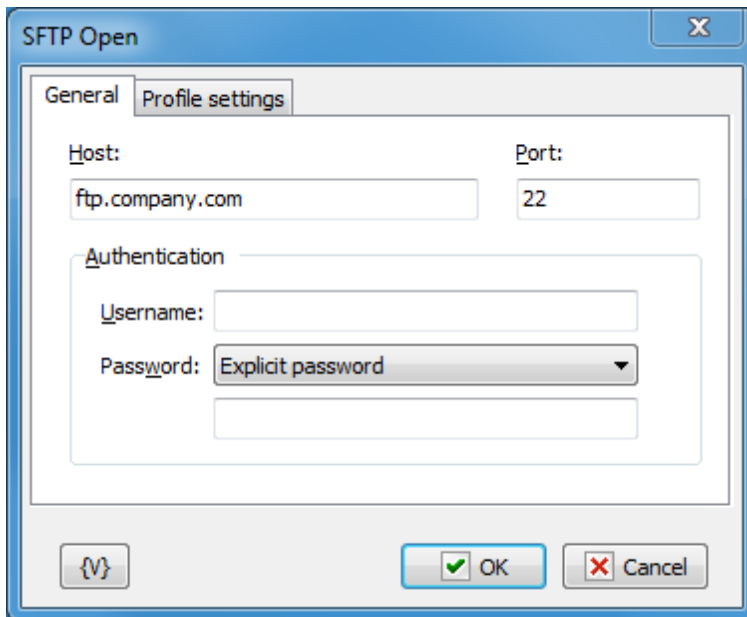 SFTP Open
General Profile settings
Host: Port:
ftp.company.com 22
Authentication
Username:
Password: Explicit password
{V} OK Cancel